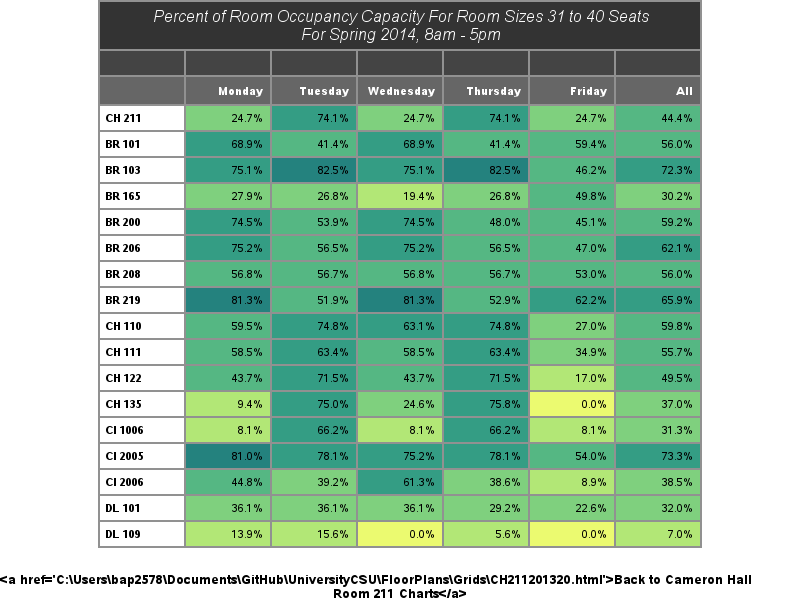 Percent of Room Occupancy Capacity For Room Sizes 31 to 40 Seats
For Spring 2014, 8am - 5pm
Monday Tuesday Wednesday Thursday Friday All
CH 211 24.7% 74.1% 24.7% 74.1% 24.7% 44.4%
BR 101 68.9% 41.4% 68.9% 41.4% 59.4% 56.0%
BR 103 75.1% 82.5% 75.1% 82.5% 46.2% 72.3%
BR 165 27.9% 26.8% 19.4% 26.8% 49.8% 30.2%
BR 200 74.5% 53.9% 74.5% 48.0% 45.1% 59.2%
BR 206 75.2% 56.5% 75.2% 56.5% 47.0% 62.1%
BR 208 56.8% 56.7% 56.8% 56.7% 53.0% 56.0%
BR 219 81.3% 51.9% 81.3% 52.9% 62.2% 65.9%
CH 110 59.5% 74.8% 63.1% 74.8% 27.0% 59.8%
CH 111 58.5% 63.4% 58.5% 63.4% 34.9% 55.7%
CH 122 43.7% 71.5% 43.7% 71.5% 17.0% 49.5%
CH 135 9.4% 75.0% 24.6% 75.8% 0.0% 37.0%
CI 1006 8.1% 66.2% 8.1% 66.2% 8.1% 31.3%
CI 2005 81.0% 78.1% 75.2% 78.1% 54.0% 73.3%
CI 2006 44.8% 39.2% 61.3% 38.6% 8.9% 38.5%
DL 101 36.1% 36.1% 36.1% 29.2% 22.6% 32.0%
DL 109 13.9% 15.6% 0.0% 5.6% 0.0% 7.0%
<a href='C:\Users\bap2578\Documents\GitHub\UniversityCSU\FloorPlans\Grids\CH211201320.html'>Back to Cameron Hall
Room 211 Charts</a>